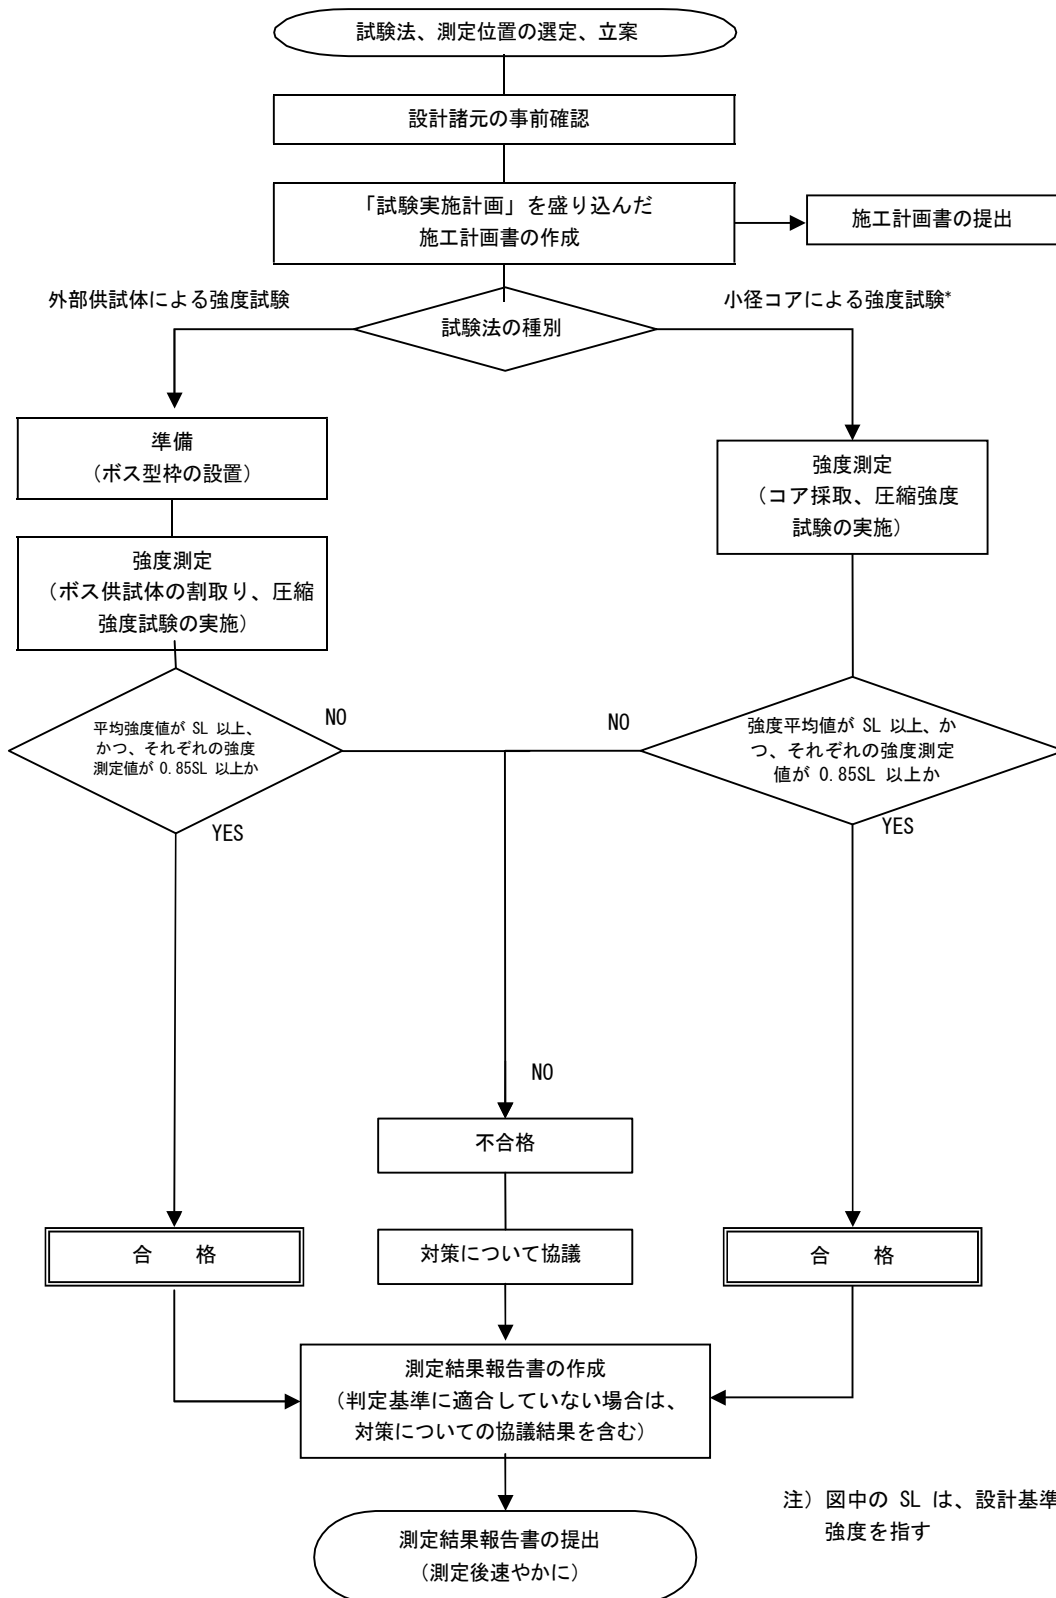 試験法、測定位置の選定、立案
設計諸元の事前確認
「試験実施計画」を盛り込んだ
施工計画書の作成
施工計画書の提出
外部供試体による強度試験
小径コアによる強度試験*
試験法の種別
準備
（ボス型枠の設置）
強度測定
（コア採取、圧縮強度
試験の実施）
強度測定
（ボス供試体の割取り、圧縮
強度試験の実施）
平均強度値が SL 以上、
かつ、それぞれの強度
測定値が 0.85SL 以上か
NO
NO
強度平均値が SL 以上、か
つ、それぞれの強度測定
値が 0.85SL 以上か
YES
YES
NO
不合格
合　格
対策について協議
合　格
測定結果報告書の作成
（判定基準に適合していない場合は、
対策についての協議結果を含む）
注）図中の SL は、設計基準
強度を指す
測定結果報告書の提出
（測定後速やかに）